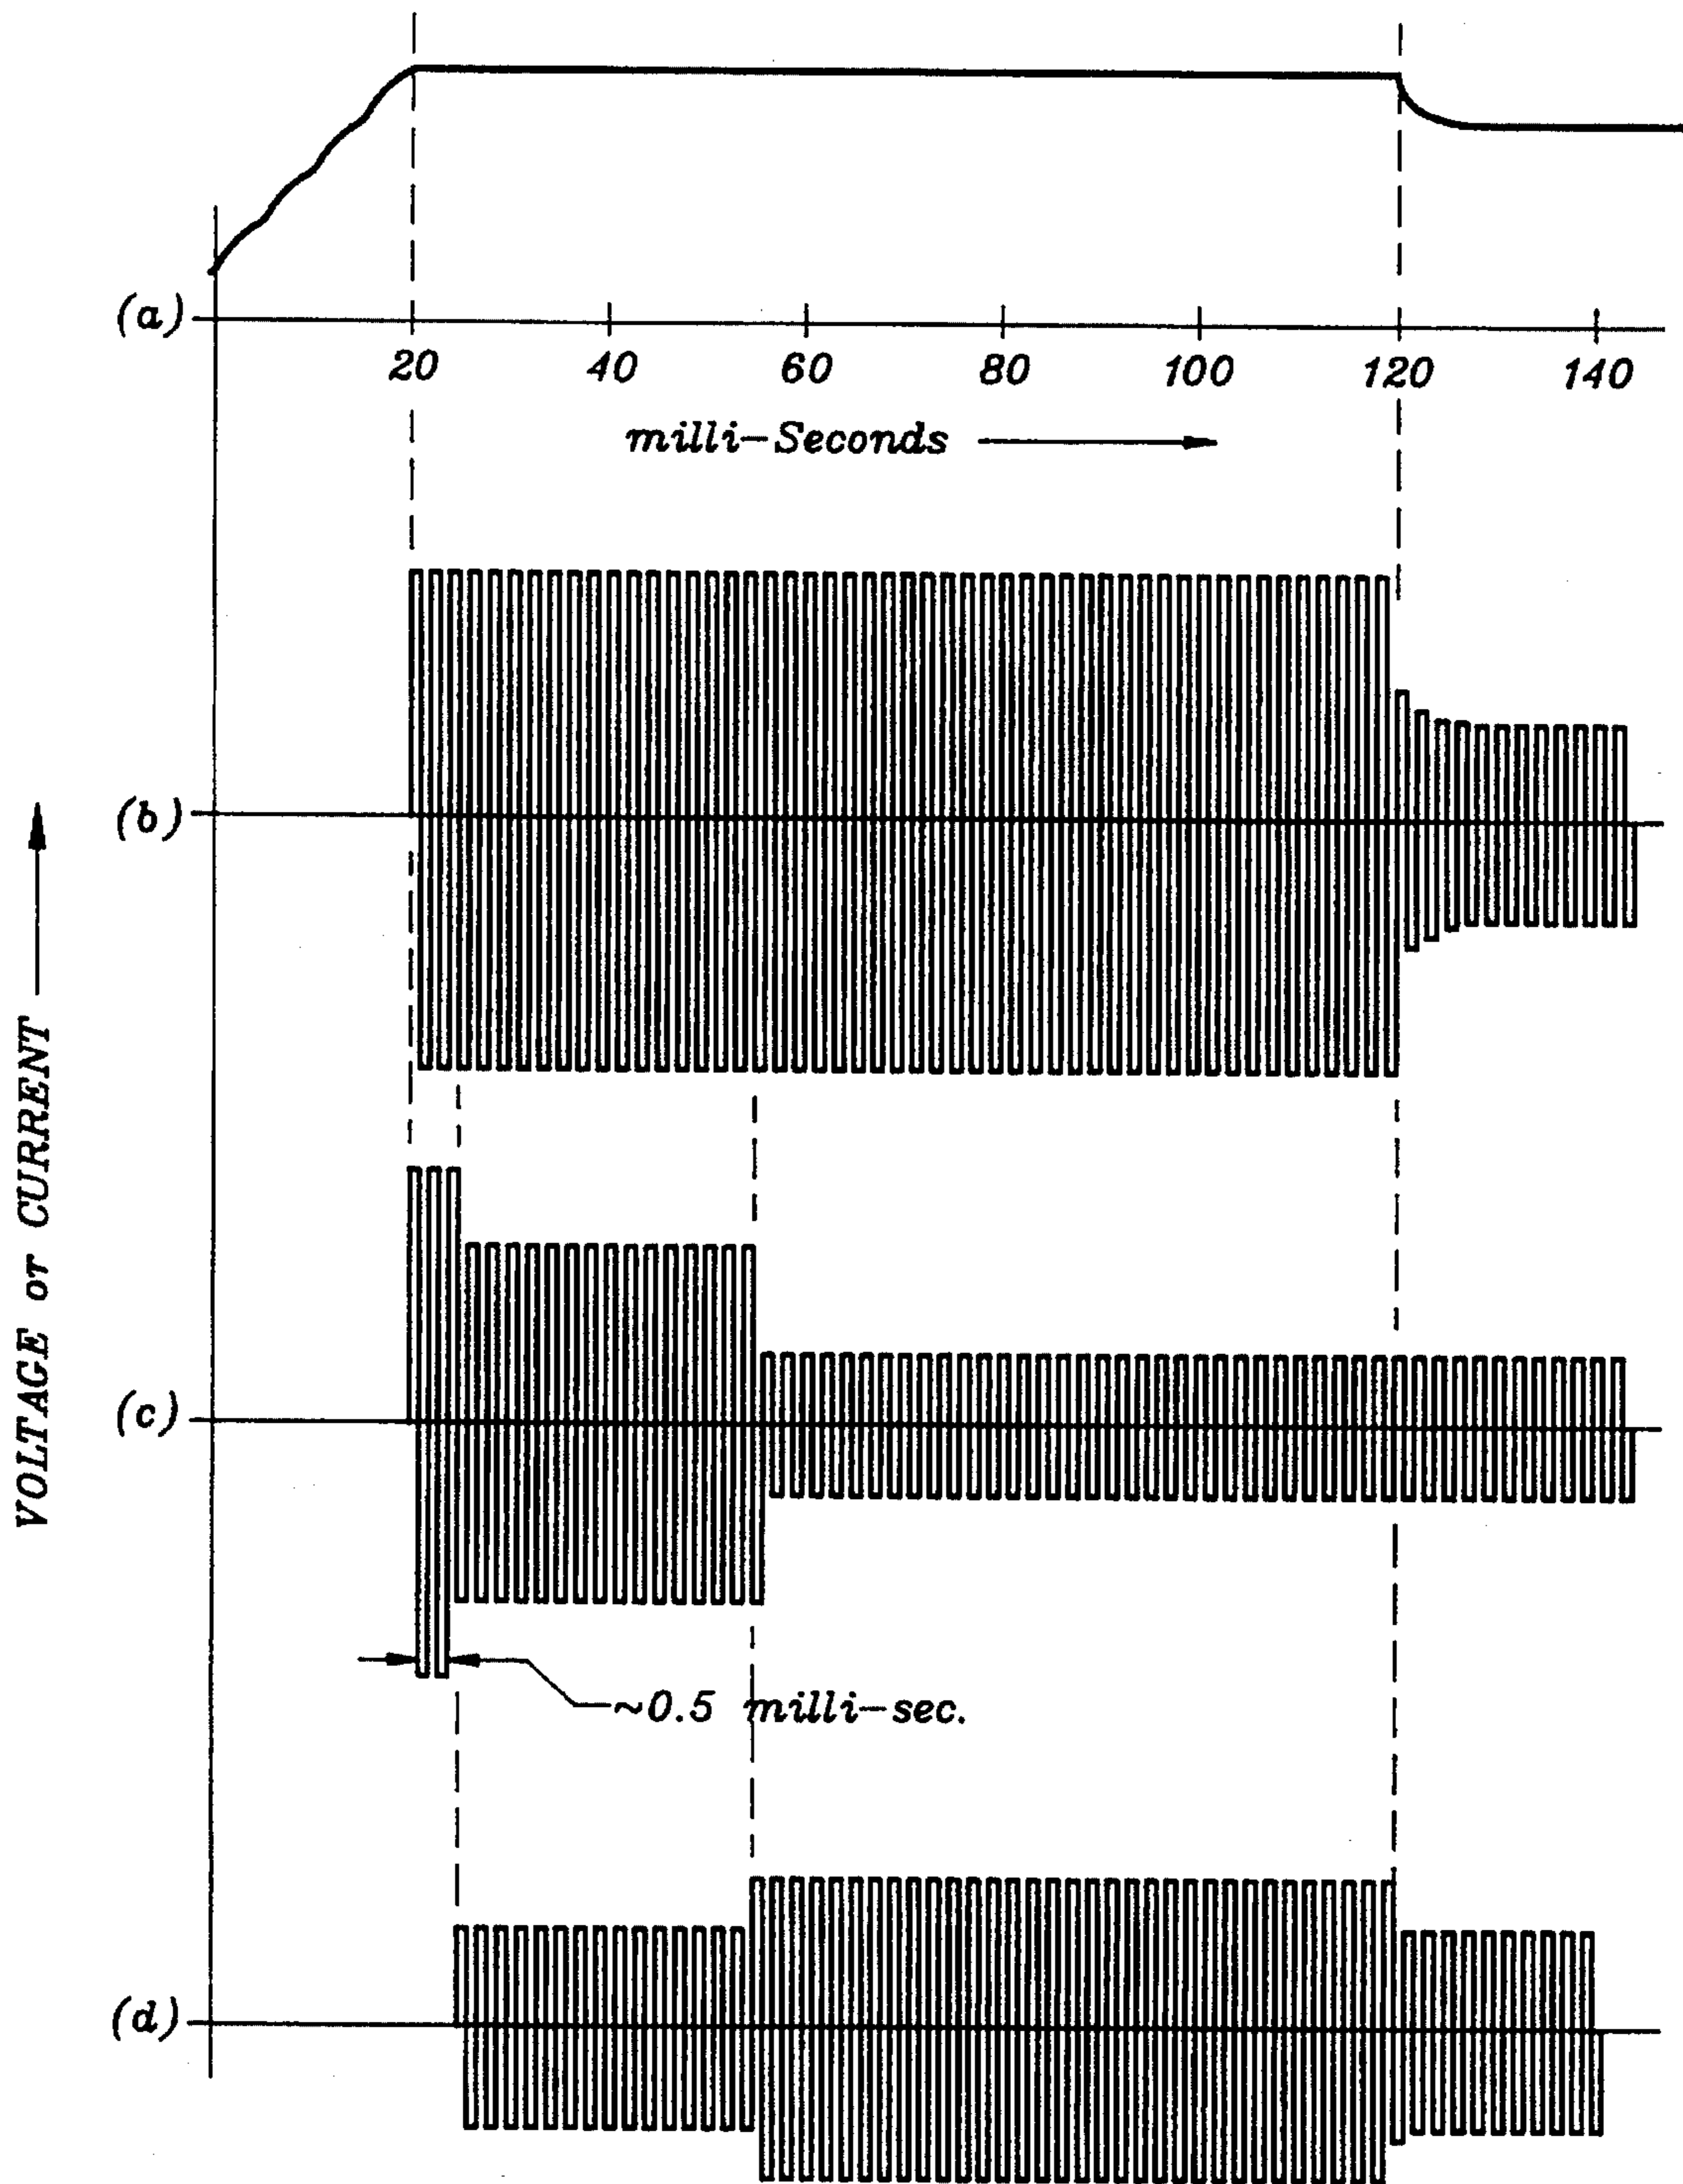 (a)
20 40 60 80 100 120 140
milli-Seconds
(b)
VOLTAGE or CURRENT
(c)
~0.5 milli-sec.
(d)